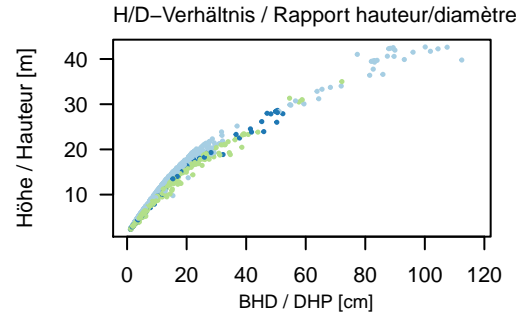 H/D–Verhältnis / Rapport hauteur/diamètre
Höhe / Hauteur [m]
40
30
20
10
0 20 40 60 80 100 120
BHD / DHP [cm]